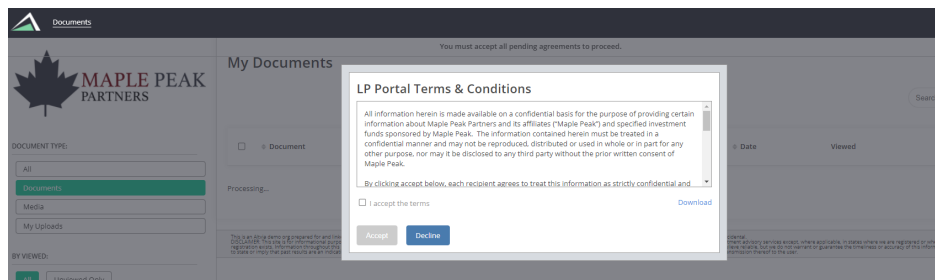 Documents
You must accept all pending agreements to proceed.
MAPLE PEAK
PARTNERS
My Documents
Search
LP Portal Terms & Conditions
All information herein is made available on a confidential basis for the purpose of providing certain
information about Maple Peak Partners and its affiliates ("Maple Peak") and specified investment
funds sponsored by Maple Peak. The information contained herein must be treated in a
confidential manner and may not be reproduced, distributed or used in whole or in part for any
other purpose, nor may it be disclosed to any third party without the prior written consent of
Maple Peak.
By clicking accept below, each recipient agrees to treat this information as strictly confidential and
DOCUMENT TYPE:
Document
Date
Viewed
All
Documents
Processing...
Media
My Uploads
I accept the terms
Download
Accept
Decline
BY VIEWED:
All
Unviewed Only